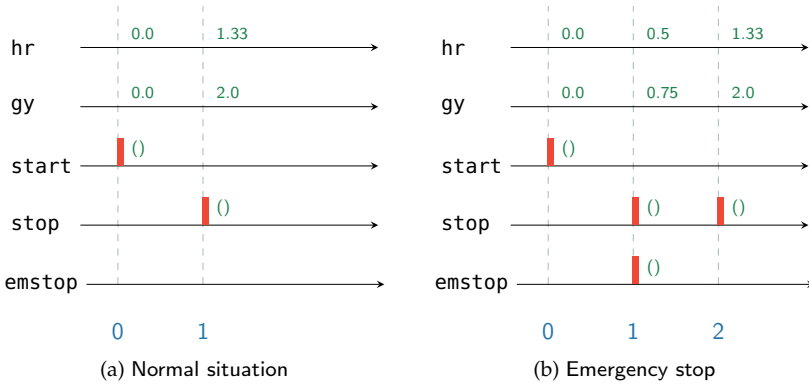 hr 0.0 1.33
gy 0.0 2.0
start ()
stop ()
emstop
0 1
(a) Normal situation
hr 0.0 0.5 1.33
gy 0.0 0.75 2.0
start ()
stop () ()
emstop ()
0 1 2
(b) Emergency stop